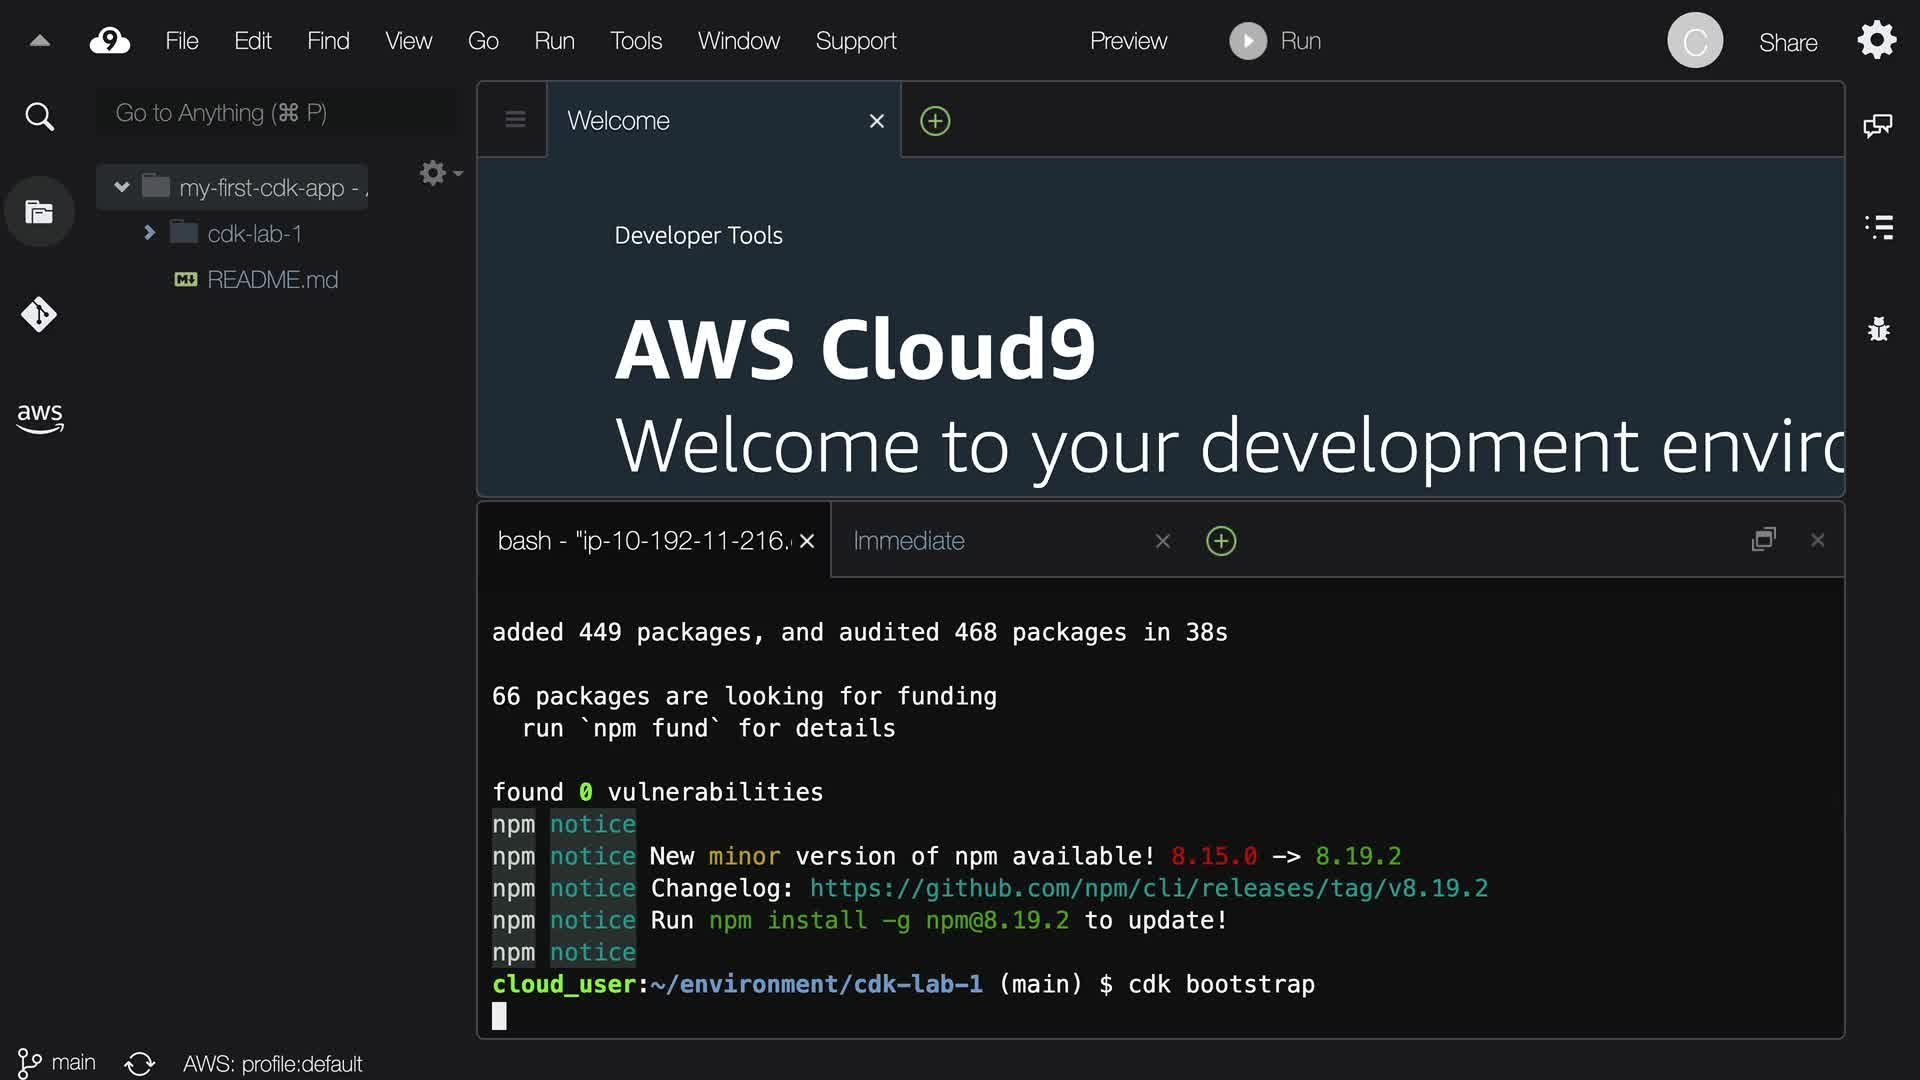 9 File Edit Find View Go Run Tools Window Support Preview Run C Share
Go to Anything (⌘ P)
my-first-cdk-app -
cdk-lab-1
M↓ README.md
aws
Welcome
Developer Tools
AWS Cloud9
Welcome to your development enviro
bash - "ip-10-192-11-216.
Immediate
added 449 packages, and audited 468 packages in 38s
66 packages are looking for funding
run `npm fund` for details
found 0 vulnerabilities
npm notice
npm notice New minor version of npm available! 8.15.0 -> 8.19.2
npm notice Changelog: https://github.com/npm/cli/releases/tag/v8.19.2
npm notice Run npm install -g npm@8.19.2 to update!
npm notice
cloud_user:~/environment/cdk-lab-1 (main) $ cdk bootstrap
main AWS: profile:default